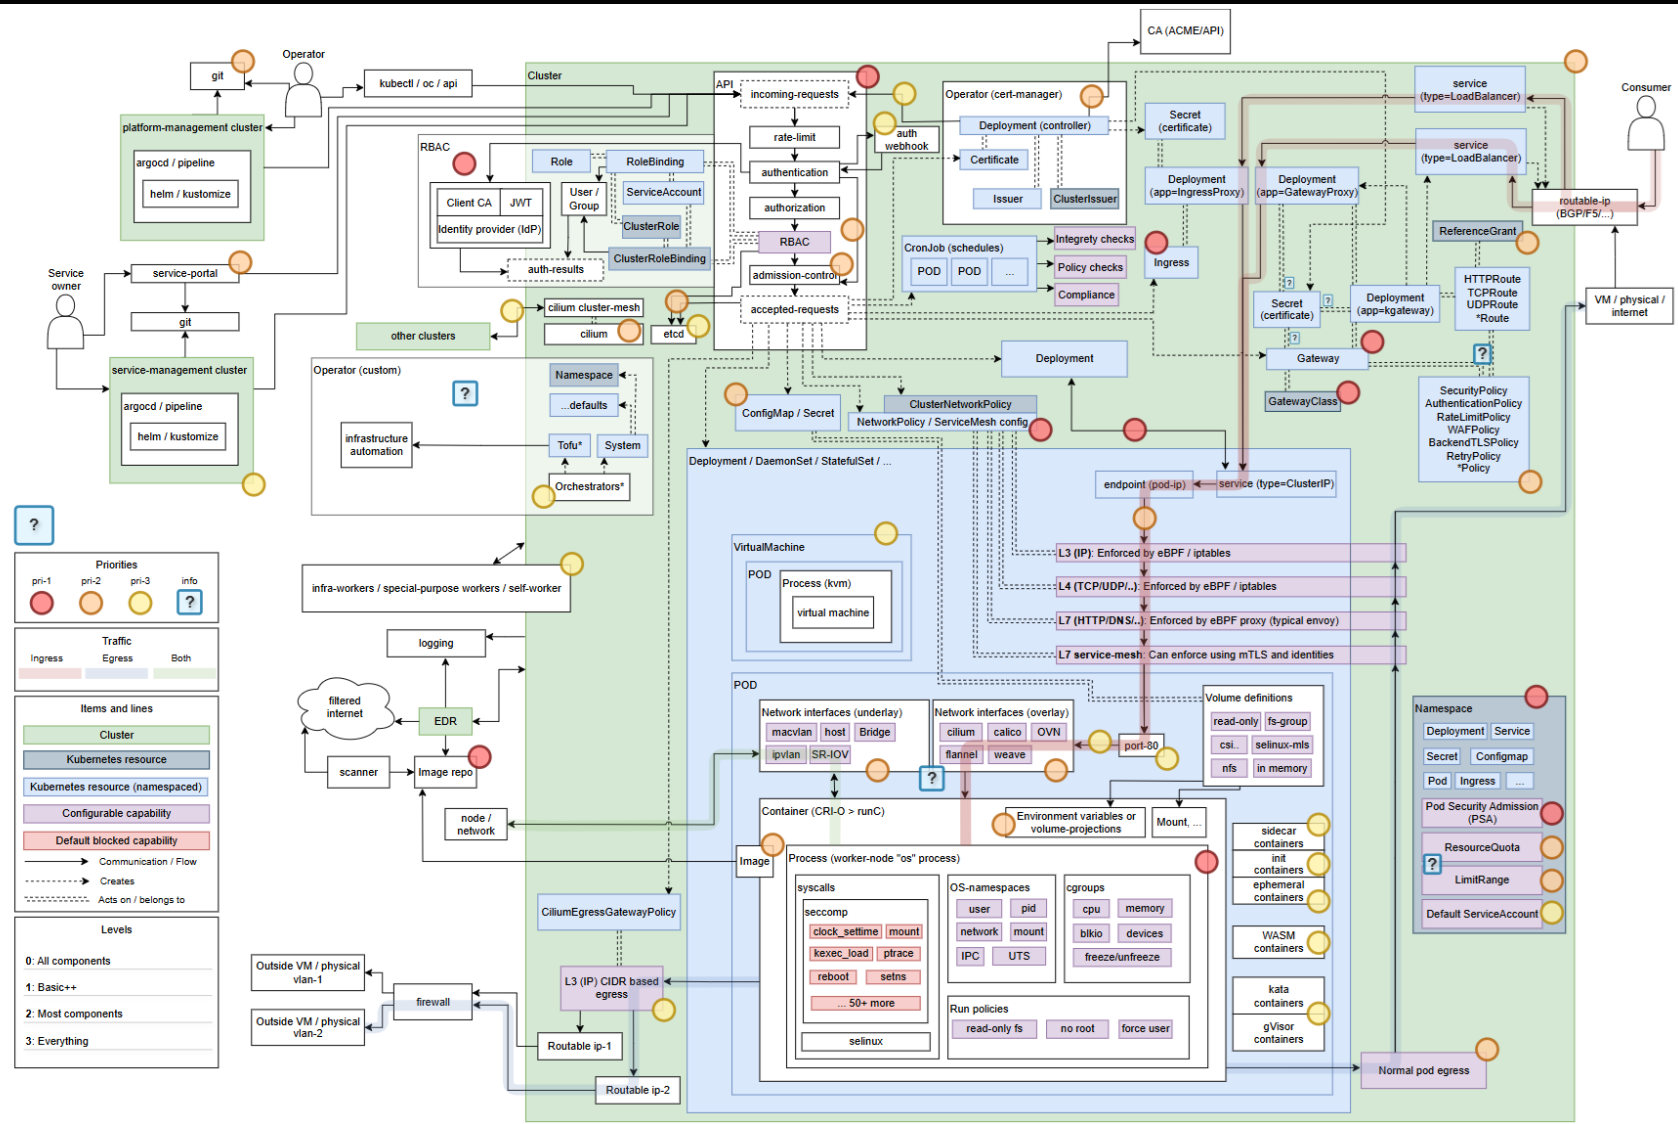 CA (ACME/API)
Operator
git
kubectl / oc / api
Cluster
API
incoming-requests
rate-limit
authentication
authorization
RBAC
admission-control
accepted-requests
auth
webhook
Operator (cert-manager)
Deployment (controller)
Certificate
Issuer
ClusterIssuer
Secret
(certificate)
service
(type=LoadBalancer)
service
(type=LoadBalancer)
Consumer
routable-ip
(BGP/F5/...)
VM / physical /
internet
platform-management cluster
argocd / pipeline
helm / kustomize
Service
owner
service-portal
git
service-management cluster
argocd / pipeline
helm / kustomize
RBAC
Role
RoleBinding
ServiceAccount
ClusterRole
ClusterRoleBinding
User /
Group
Client CA
JWT
Identity provider (IdP)
auth-results
cilium cluster-mesh
cilium
etcd
other clusters
CronJob (schedules)
POD
POD
...
Integrety checks
Policy checks
Compliance
Deployment
(app=IngressProxy)
Deployment
(app=GatewayProxy)
Ingress
ReferenceGrant
HTTPRoute
TCPRoute
UDPRoute
*Route
Secret
(certificate)
?
?
?
Deployment
(app=kgateway)
Gateway
?
GatewayClass
SecurityPolicy
AuthenticationPolicy
RateLimitPolicy
WAFPolicy
BackendTLSPolicy
RetryPolicy
*Policy
Operator (custom)
?
Namespace
...defaults
Tofu*
System
Orchestrators*
infrastructure
automation
Deployment
ConfigMap / Secret
ClusterNetworkPolicy
NetworkPolicy / ServiceMesh config
Deployment / DaemonSet / StatefulSet / ...
endpoint (pod-ip)
service (type=ClusterIP)
L3 (IP): Enforced by eBPF / iptables
L4 (TCP/UDP/..): Enforced by eBPF / iptables
L7 (HTTP/DNS/..): Enforced by eBPF proxy (typical envoy)
L7 service-mesh: Can enforce using mTLS and identities
VirtualMachine
POD
Process (kvm)
virtual machine
?
Priorities
pri-1
pri-2
pri-3
info
?
Traffic
Ingress
Egress
Both
Items and lines
Cluster
Kubernetes resource
Kubernetes resource (namespaced)
Configurable capability
Default blocked capability
Communication / Flow
Creates
Acts on / belongs to
Levels
0: All components
1: Basic++
2: Most components
3: Everything
infra-workers / special-purpose workers / self-worker
logging
filtered
internet
EDR
scanner
Image repo
node /
network
POD
Network interfaces (underlay)
macvlan
host
Bridge
ipvlan
SR-IOV
Network interfaces (overlay)
cilium
calico
OVN
flannel
weave
?
port-80
Volume definitions
read-only
fs-group
csi..
selinux-mls
nfs
in memory
Container (CRI-O > runC)
Environment variables or
volume-projections
Mount, ...
Image
Process (worker-node "os" process)
syscalls
seccomp
clock_settime
mount
kexec_load
ptrace
reboot
setns
... 50+ more
selinux
OS-namespaces
user
pid
network
mount
IPC
UTS
cgroups
cpu
memory
blkio
devices
freeze/unfreeze
Run policies
read-only fs
no root
force user
sidecar
containers
init
containers
ephemeral
containers
WASM
containers
kata
containers
gVisor
containers
Namespace
Deployment
Service
Secret
Configmap
Pod
Ingress
...
Pod Security Admission
(PSA)
ResourceQuota
?
LimitRange
Default ServiceAccount
CiliumEgressGatewayPolicy
L3 (IP) CIDR based
egress
Routable ip-1
Routable ip-2
firewall
Outside VM / physical
vlan-1
Outside VM / physical
vlan-2
Normal pod egress